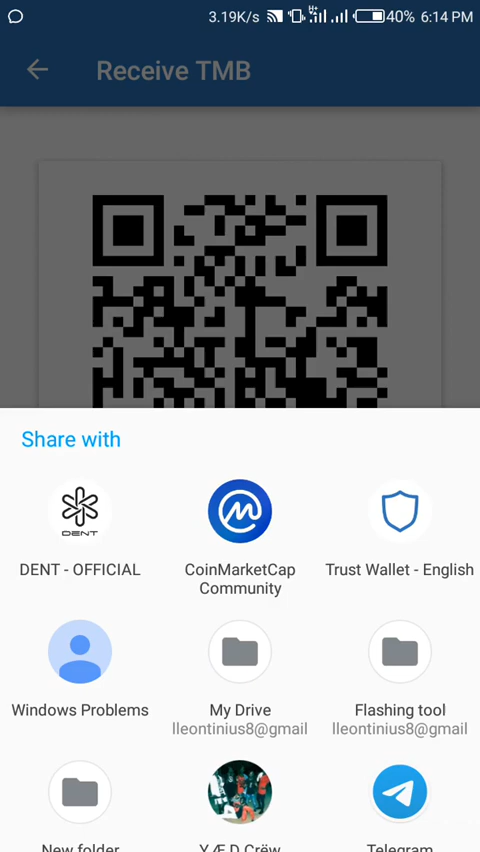 3.19K/s H+ 40% 6:14 PM
Receive TMB
Share with
DENT
DENT - OFFICIAL
CoinMarketCap
Community
Trust Wallet - English
Windows Problems
My Drive
lleontinius8@gmail
Flashing tool
lleontinius8@gmail
New folder
Y Æ D Crëw
Telegram